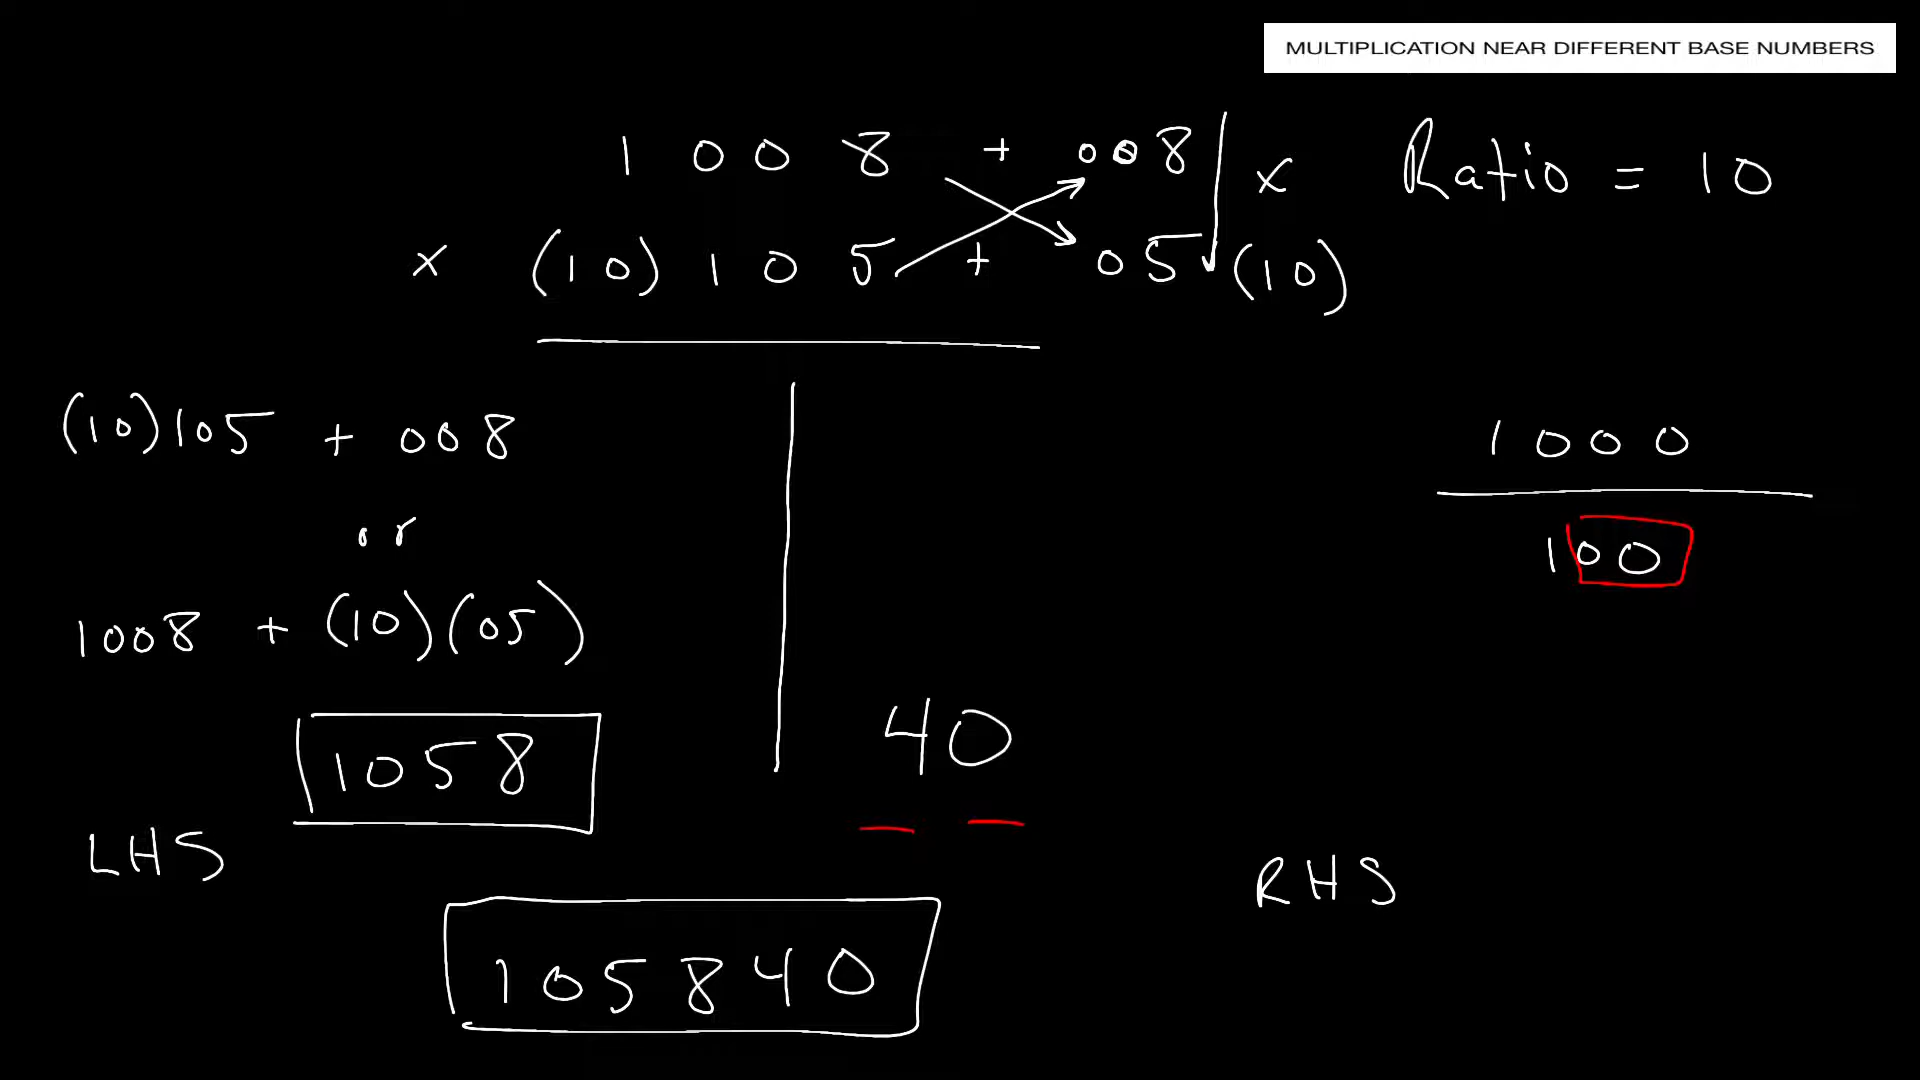 MULTIPLICATION NEAR DIFFERENT BASE NUMBERS
1008 + 008 x Ratio = 10
x (10) 105 + 05 (10)
(10)105 + 008
or
1008 + (10)(05)
1000
100
1058
40
LHS
RHS
105840